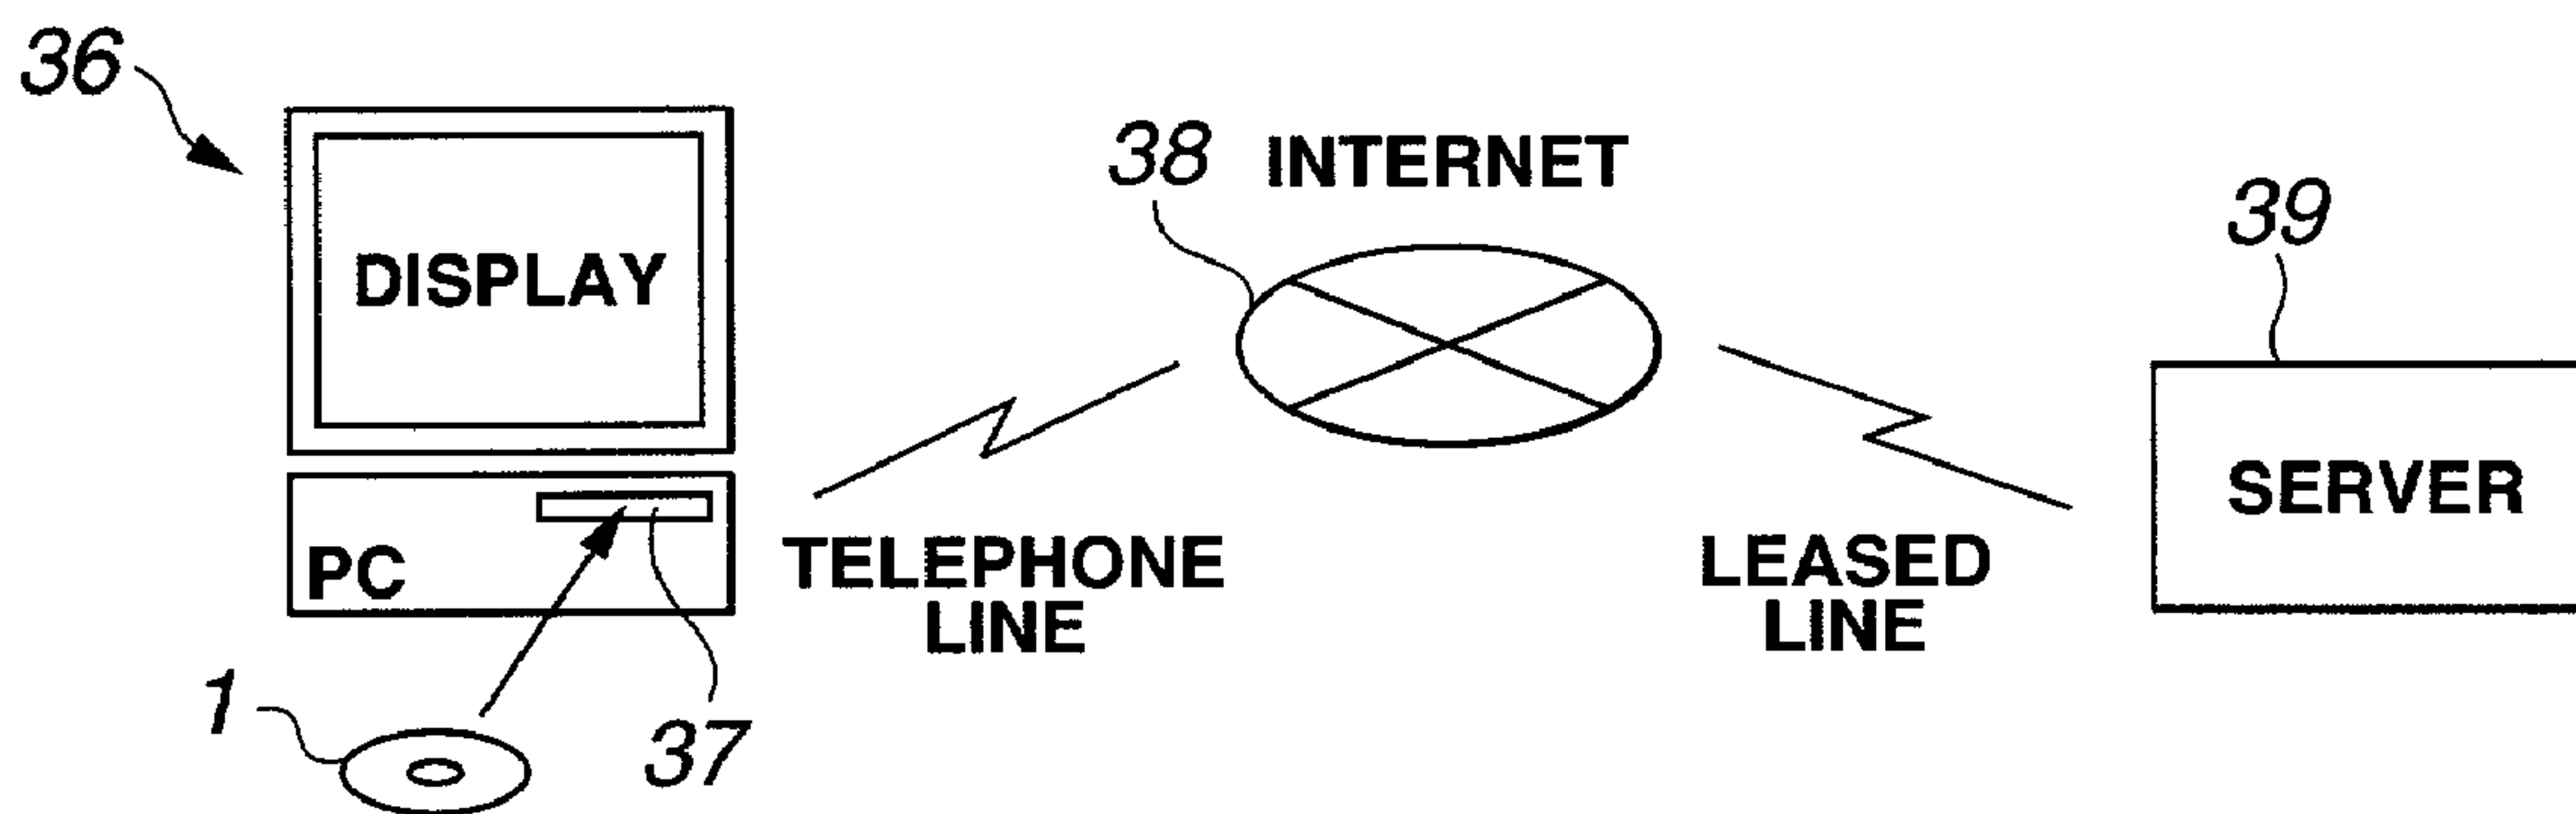 36
DISPLAY
PC
1
37
TELEPHONE
LINE
38
INTERNET
LEASED
LINE
39
SERVER